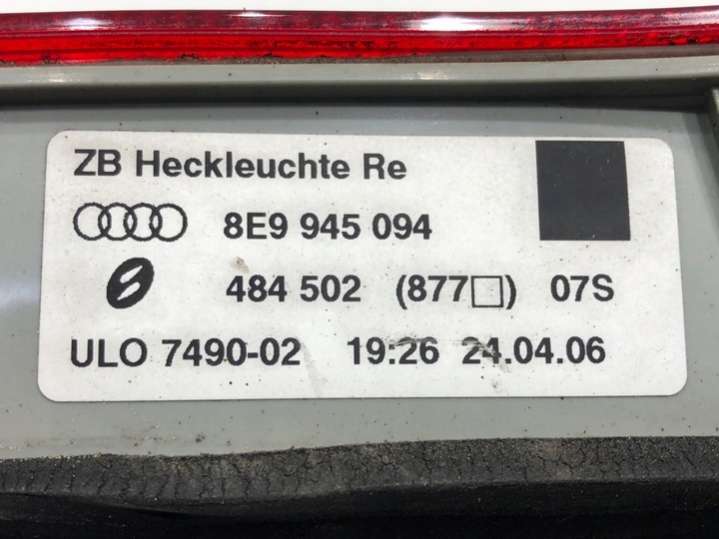 ZB Heckleuchte Re
8E9 945 094
484 502 (877□) 07S
ULO 7490-02 19:26 24.04.06